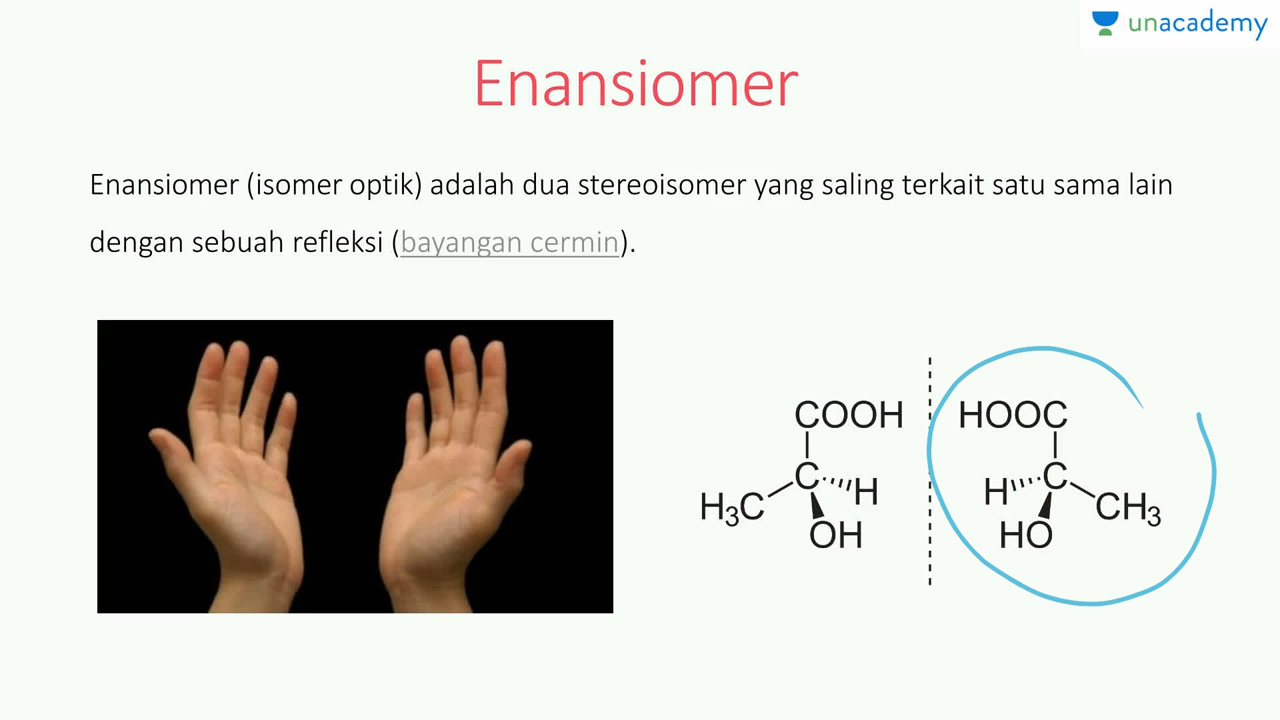 unacademy
Enansiomer
Enansiomer (isomer optik) adalah dua stereoisomer yang saling terkait satu sama lain
dengan sebuah refleksi (bayangan cermin).
COOH
C
H
H₃C
OH
HOOC
C
H
CH₃
HO